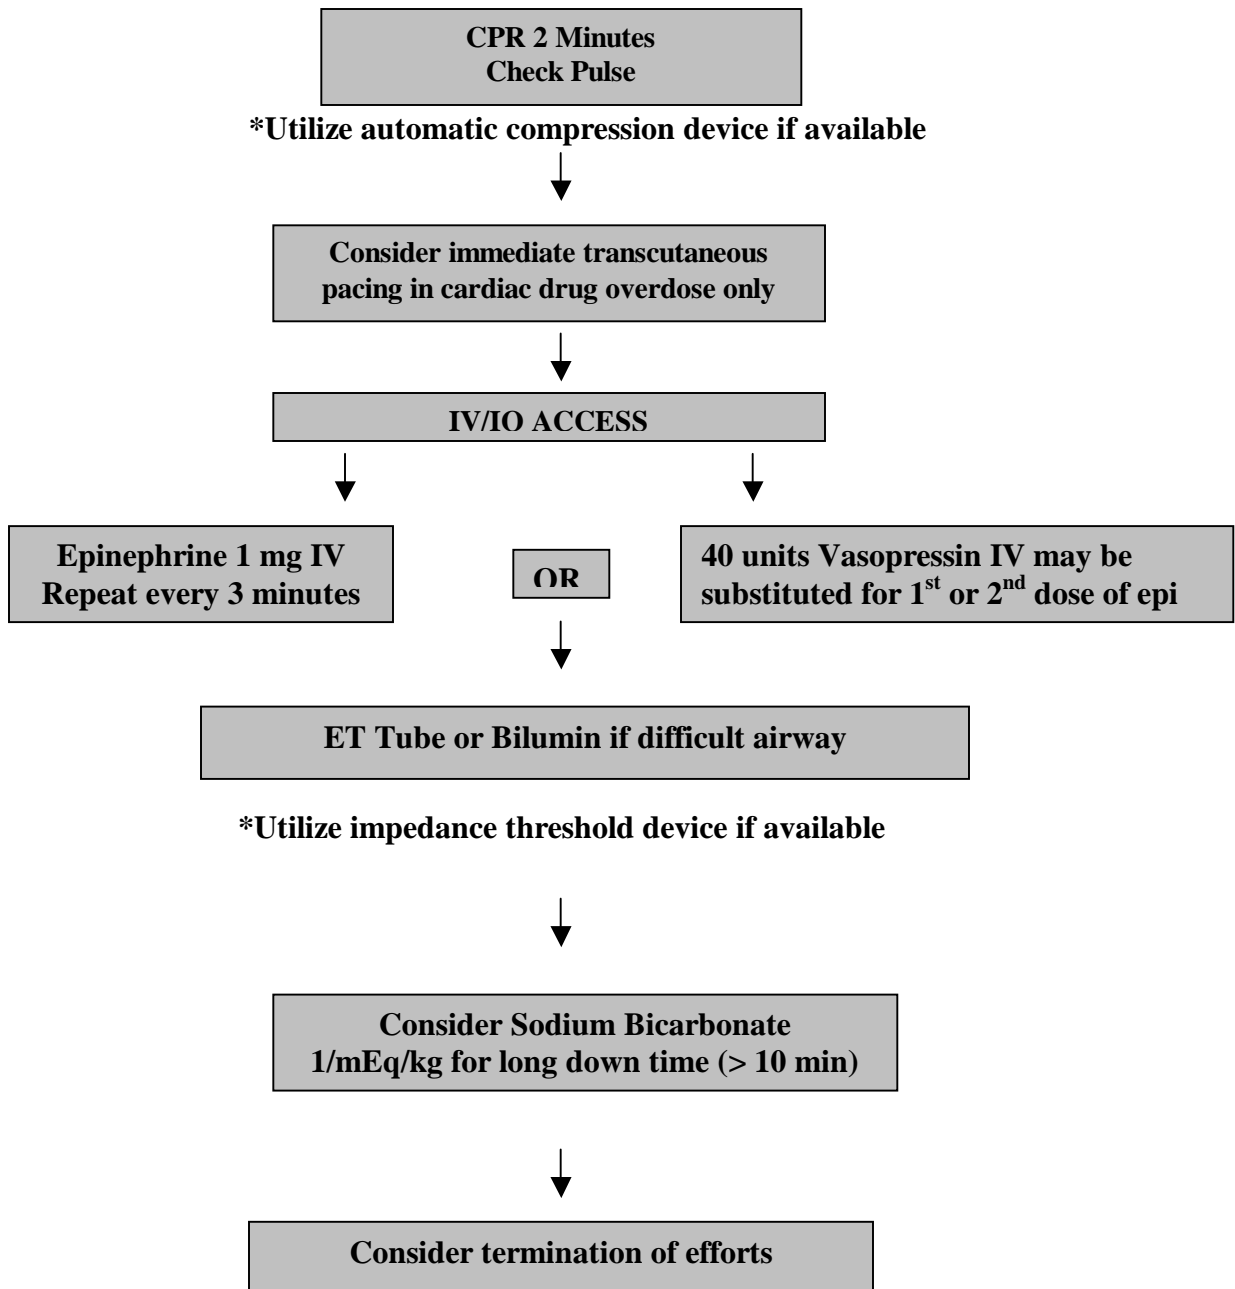 CPR 2 Minutes
Check Pulse
*Utilize automatic compression device if available
Consider immediate transcutaneous
pacing in cardiac drug overdose only
IV/IO ACCESS
Epinephrine 1 mg IV
Repeat every 3 minutes
OR
40 units Vasopressin IV may be
substituted for 1st or 2nd dose of epi
ET Tube or Bilumin if difficult airway
*Utilize impedance threshold device if available
Consider Sodium Bicarbonate
1/mEq/kg for long down time (> 10 min)
Consider termination of efforts